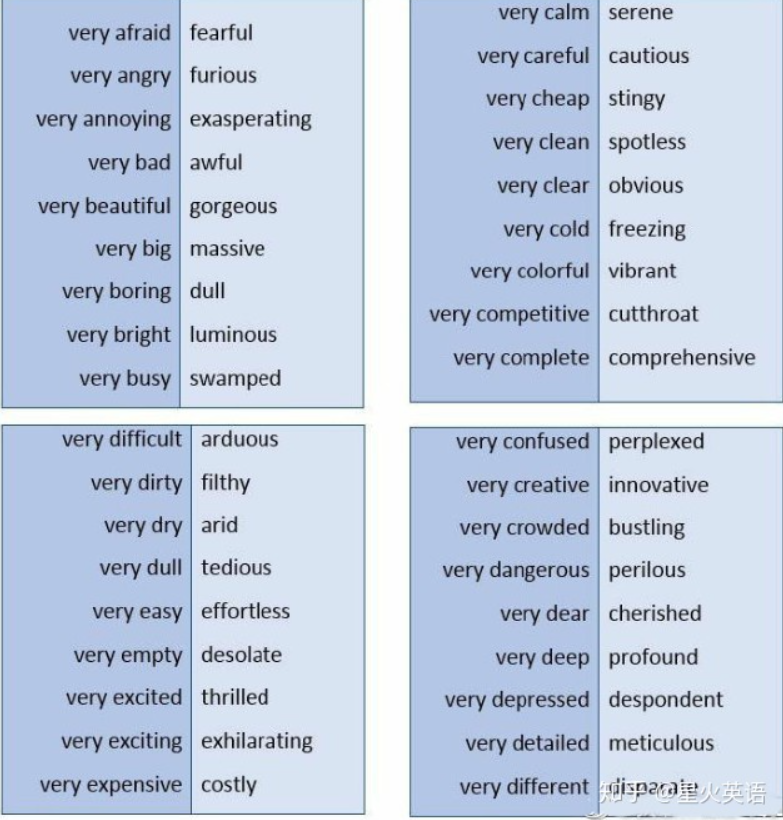 very afraid fearful
very angry furious
very annoying exasperating
very bad awful
very beautiful gorgeous
very big massive
very boring dull
very bright luminous
very busy swamped
very calm serene
very careful cautious
very cheap stingy
very clean spotless
very clear obvious
very cold freezing
very colorful vibrant
very competitive cutthroat
very complete comprehensive
very difficult arduous
very dirty filthy
very dry arid
very dull tedious
very easy effortless
very empty desolate
very excited thrilled
very exciting exhilarating
very expensive costly
very confused perplexed
very creative innovative
very crowded bustling
very dangerous perilous
very dear cherished
very deep profound
very depressed despondent
very detailed meticulous
very different disparate
知乎 @星火英语